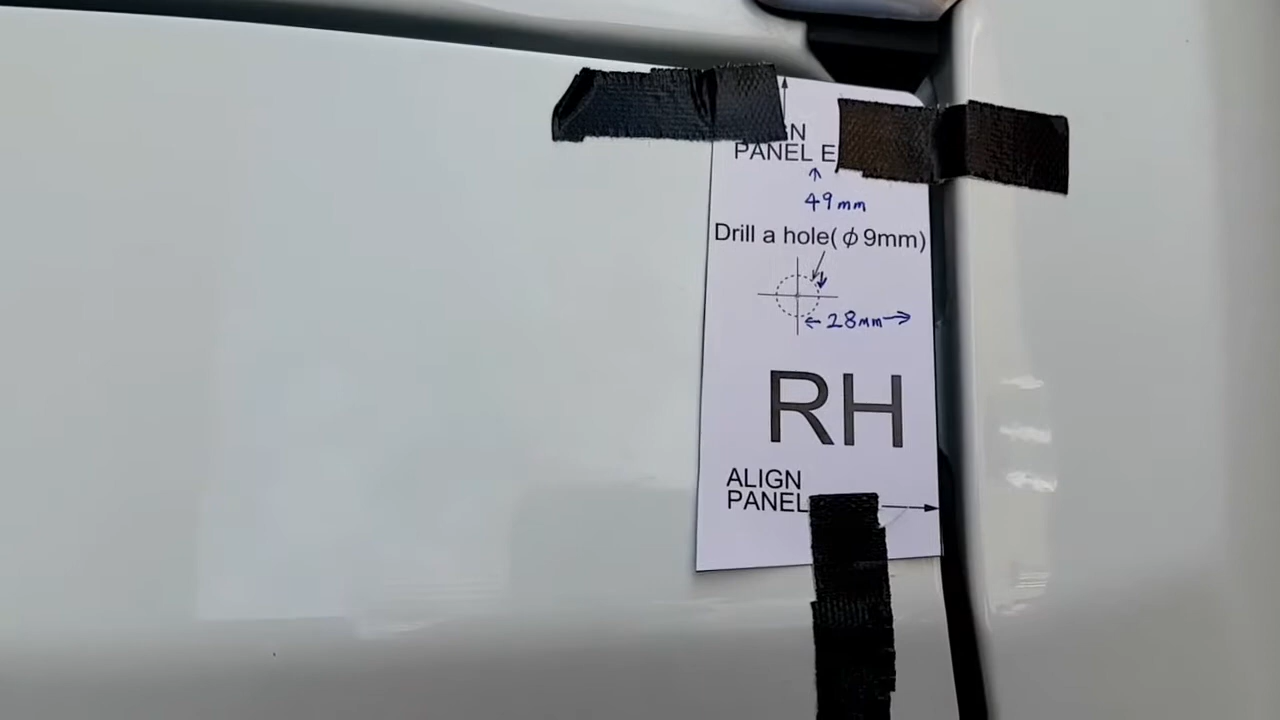 PANEL
49mm
Drill a hole(ϕ9mm)
28mm
RH
ALIGN
PANEL